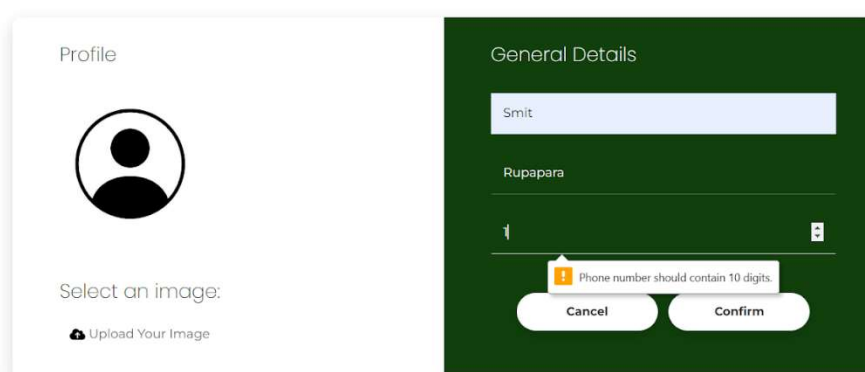 Profile
Select an image:
Upload Your Image
General Details
Smit
Rupapara
1
Phone number should contain 10 digits.
Cancel
Confirm